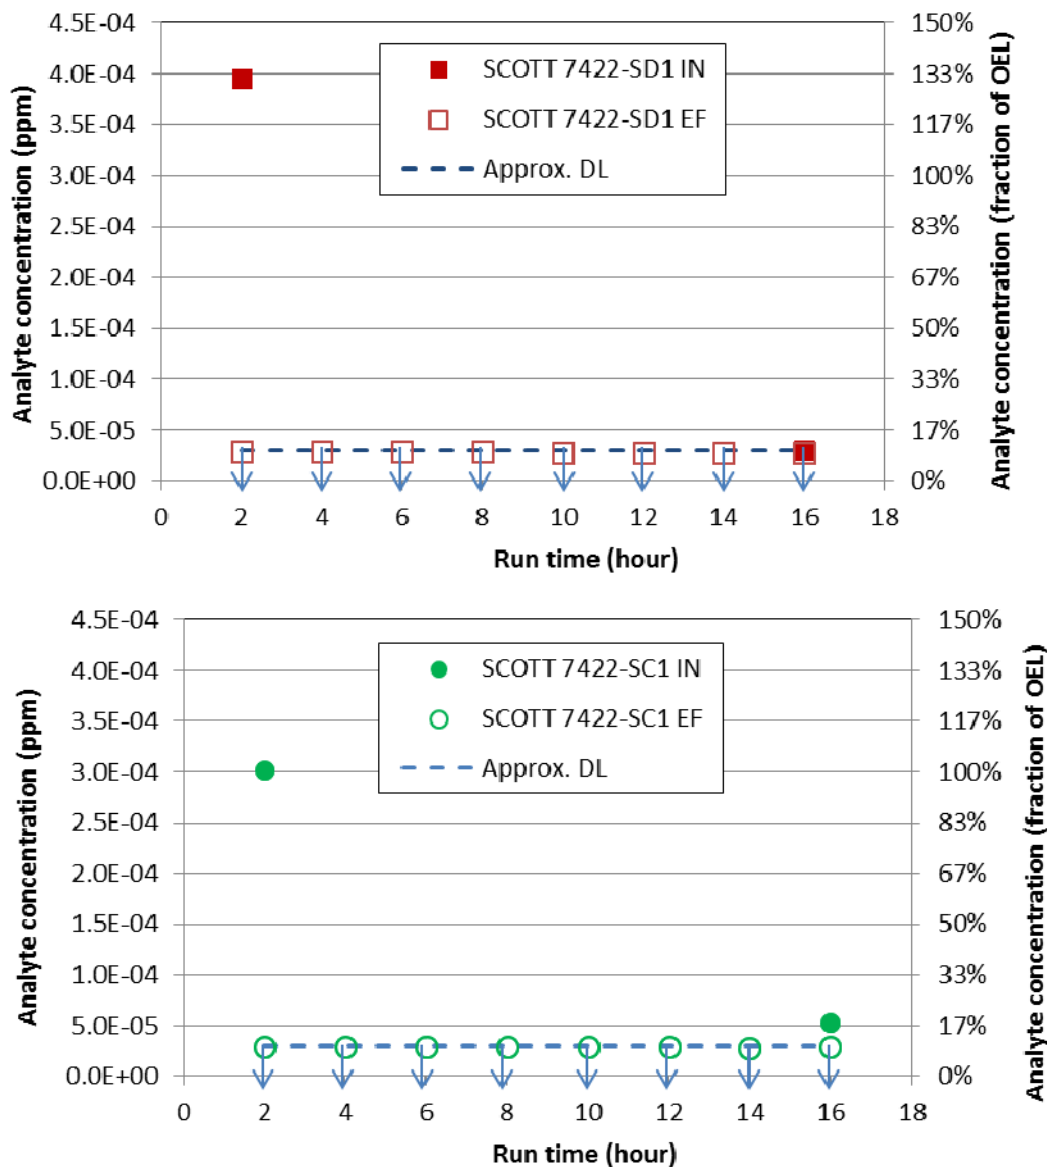 4.5E-04
4.0E-04
3.5E-04
3.0E-04
2.5E-04
2.0E-04
1.5E-04
1.0E-04
5.0E-05
0.0E+00
Analyte concentration (ppm)
SCOTT 7422-SD1 IN
SCOTT 7422-SD1 EF
Approx. DL
150%
133%
117%
100%
83%
67%
50%
33%
17%
0%
Analyte concentration (fraction of OEL)
0 2 4 6 8 10 12 14 16 18
Run time (hour)
4.5E-04
4.0E-04
3.5E-04
3.0E-04
2.5E-04
2.0E-04
1.5E-04
1.0E-04
5.0E-05
0.0E+00
Analyte concentration (ppm)
SCOTT 7422-SC1 IN
SCOTT 7422-SC1 EF
Approx. DL
150%
133%
117%
100%
83%
67%
50%
33%
17%
0%
Analyte concentration (fraction of OEL)
0 2 4 6 8 10 12 14 16 18
Run time (hour)